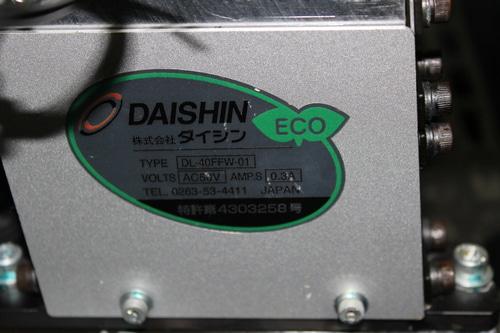 DAISHIN
ECO
株式会社 ダイシン
TYPE DL-40FFW-01
VOLTS AC80V AMP.S 0.3A
TEL. 0263-53-4411 JAPAN
特許第4303258号